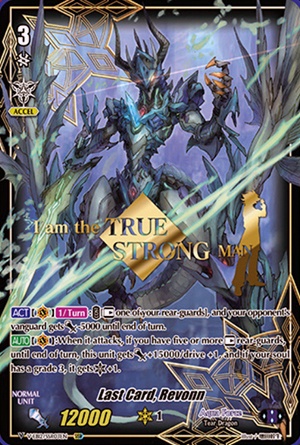 3
ACCEL
I am the TRUE
STRONG MAN
ACT 1/Turn : one of your rear-guards], and your opponent's
vanguard gets -5000 until end of turn.
AUTO : When it attacks, if you have five or more rear-guards,
until end of turn, this unit gets +15000/drive +1, and if your soul
has a grade 3, it gets +1.
Last Card, Revonn
NORMAL
UNIT
12000 1
Aqua Force
Tear Dragon